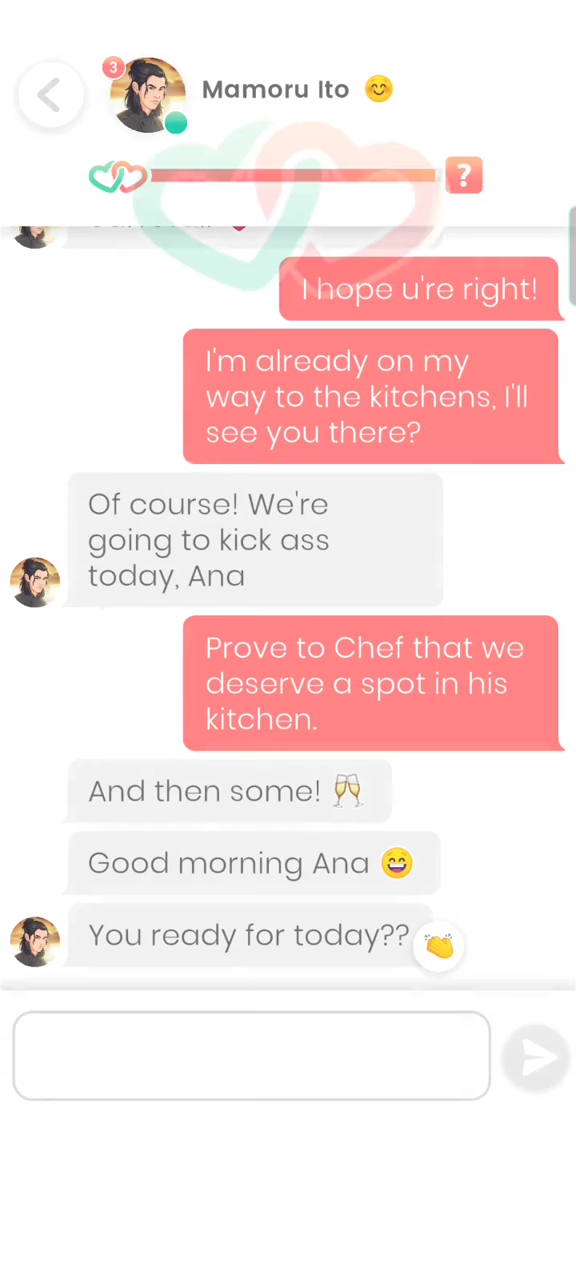 3
Mamoru Ito 😊
?
I hope u're right!
I'm already on my
way to the kitchens, I'll
see you there?
Of course! We're
going to kick ass
today, Ana
Prove to Chef that we
deserve a spot in his
kitchen.
And then some! 🥂
Good morning Ana 😄
You ready for today??
👏